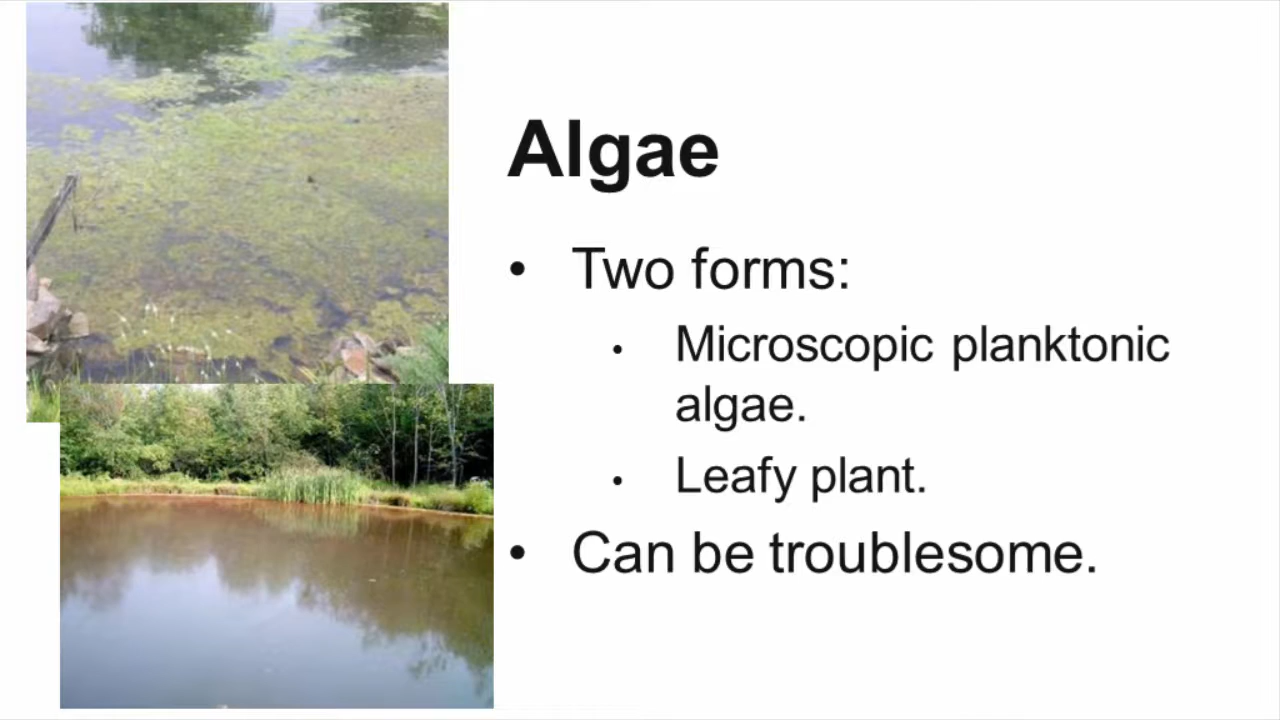 Algae
• Two forms:
• Microscopic planktonic
algae.
• Leafy plant.
• Can be troublesome.